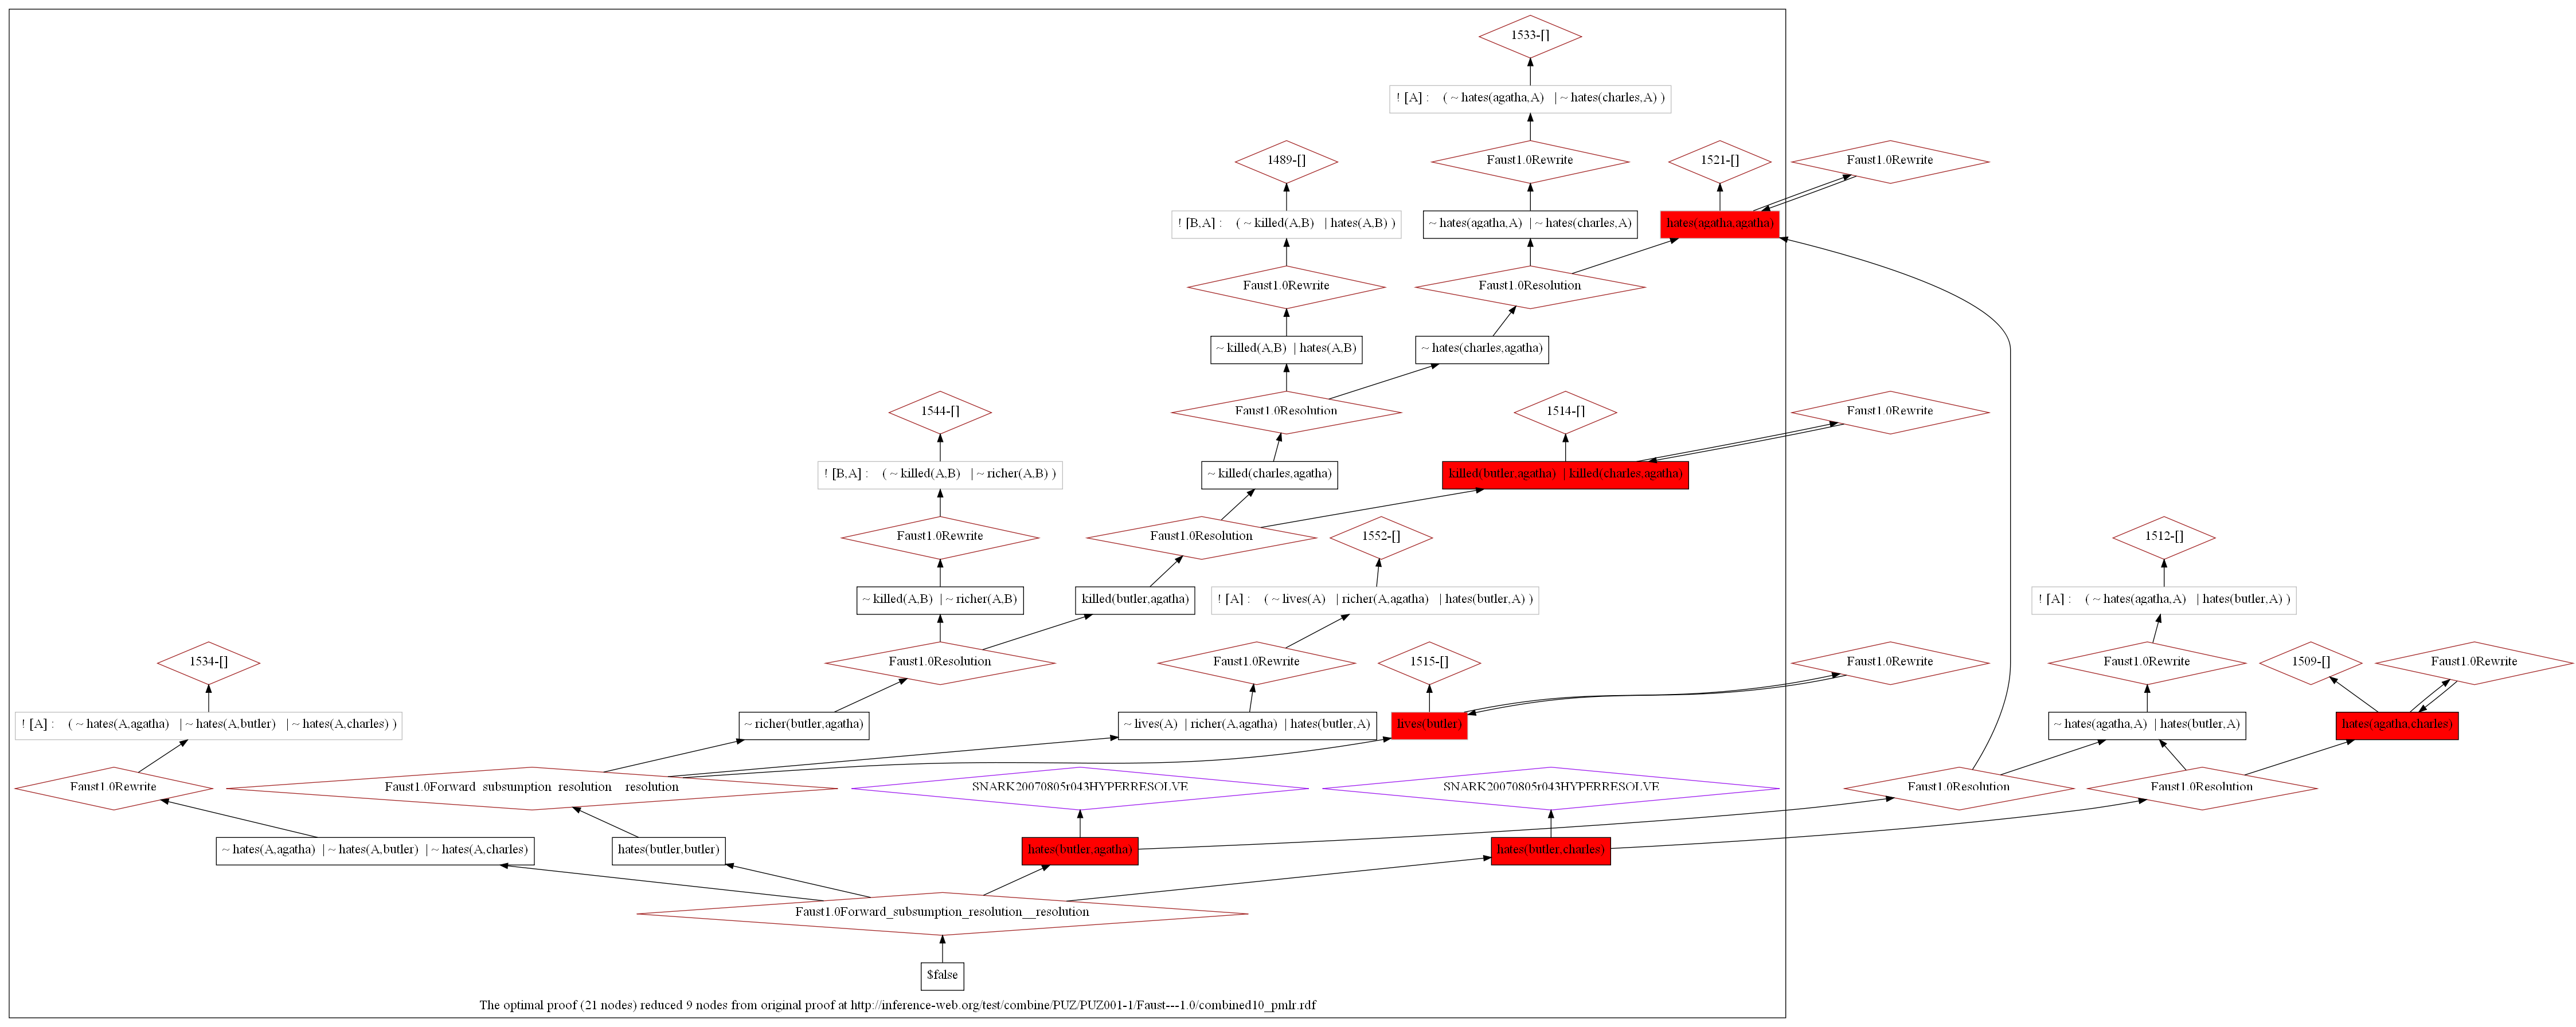 1533-[]
! [A] : ( ~ hates(agatha,A) | ~ hates(charles,A) )
1489-[]
Faust1.0Rewrite
1521-[]
Faust1.0Rewrite
! [B,A] : ( ~ killed(A,B) | hates(A,B) )
~ hates(agatha,A) | ~ hates(charles,A)
hates(agatha,agatha)
Faust1.0Rewrite
Faust1.0Resolution
~ killed(A,B) | hates(A,B)
~ hates(charles,agatha)
1544-[]
Faust1.0Resolution
1514-[]
Faust1.0Rewrite
! [B,A] : ( ~ killed(A,B) | ~ richer(A,B) )
~ killed(charles,agatha)
killed(butler,agatha) | killed(charles,agatha)
Faust1.0Rewrite
Faust1.0Resolution
1552-[]
1512-[]
~ killed(A,B) | ~ richer(A,B)
killed(butler,agatha)
! [A] : ( ~ lives(A) | richer(A,agatha) | hates(butler,A) )
! [A] : ( ~ hates(agatha,A) | hates(butler,A) )
1534-[]
Faust1.0Resolution
Faust1.0Rewrite
1515-[]
Faust1.0Rewrite
Faust1.0Rewrite
1509-[]
Faust1.0Rewrite
! [A] : ( ~ hates(A,agatha) | ~ hates(A,butler) | ~ hates(A,charles) )
~ richer(butler,agatha)
~ lives(A) | richer(A,agatha) | hates(butler,A)
lives(butler)
~ hates(agatha,A) | hates(butler,A)
hates(agatha,charles)
Faust1.0Rewrite
Faust1.0Forward_subsumption_resolution__resolution
SNARK20070805r043HYPERRESOLVE
SNARK20070805r043HYPERRESOLVE
Faust1.0Resolution
Faust1.0Resolution
~ hates(A,agatha) | ~ hates(A,butler) | ~ hates(A,charles)
hates(butler,butler)
hates(butler,agatha)
hates(butler,charles)
Faust1.0Forward_subsumption_resolution__resolution
$false
The optimal proof (21 nodes) reduced 9 nodes from original proof at http://inference-web.org/test/combine/PUZ/PUZ001-1/Faust---1.0/combined10_pmlr.rdf